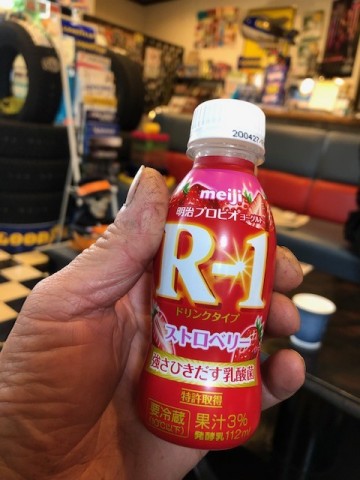 200427
meiji
明治プロビオヨーグルト
R-1
ドリンクタイプ
ストロベリー
強さひきだす乳酸菌
特許取得
要冷蔵
果汁3%
発酵乳112ml
GOOD